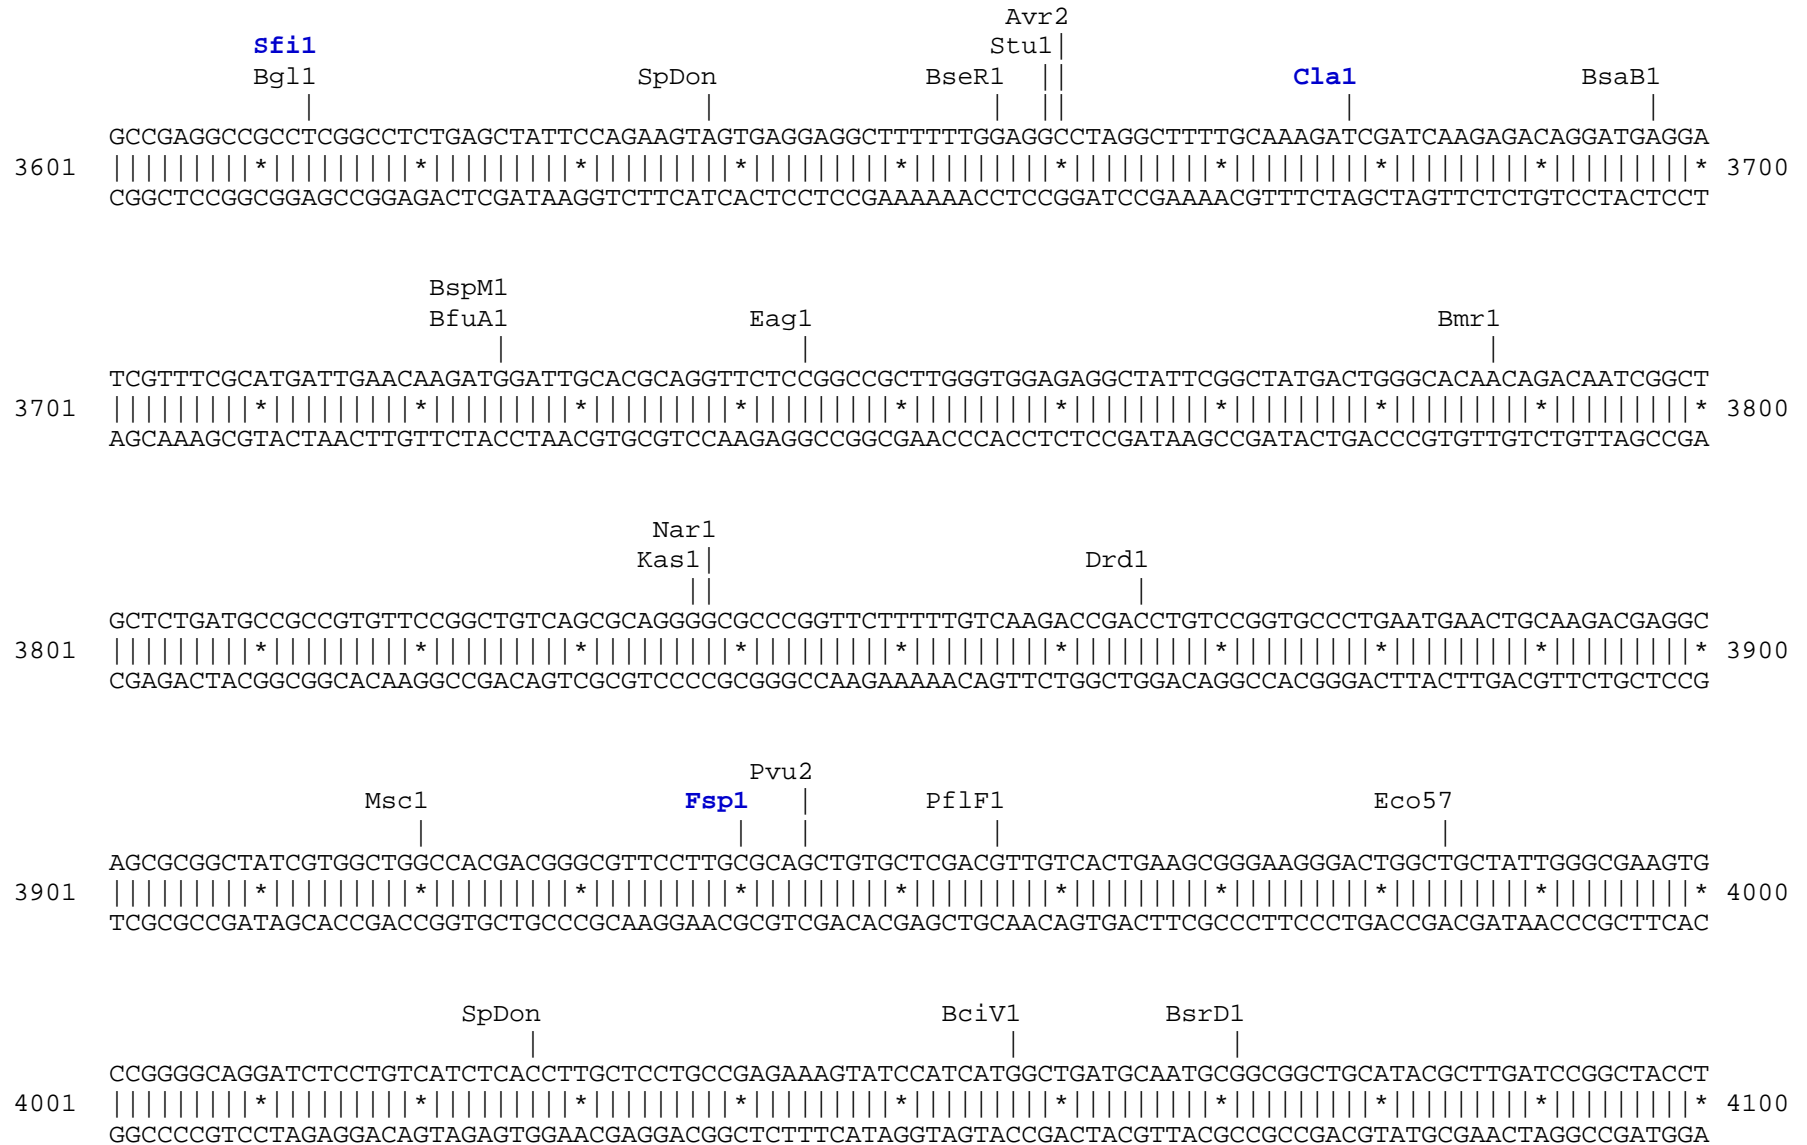 Avr2
Sfi1 Stu1|
Bgl1 SpDon BseR1 || Cla1 BsaB1
| | | || | |
GCCGAGGCCGCCTCGGCCTCTGAGCTATTCCAGAAGTAGTGAGGAGGCTTTTTTGGAGGCCTAGGCTTTTGCAAAGATCGATCAAGAGACAGGATGAGGA
3601 |||||||||*|||||||||*|||||||||*|||||||||*|||||||||*|||||||||*|||||||||*|||||||||*|||||||||*|||||||||* 3700
CGGCTCCGGCGGAGCCGGAGACTCGATAAGGTCTTCATCACTCCTCCGAAAAAACCTCCGGATCCGAAAACGTTTCTAGCTAGTTCTCTGTCCTACTCCT
BspM1
BfuA1 Eag1 Bmr1
| | |
TCGTTTCGCATGATTGAACAAGATGGATTGCACGCAGGTTCTCCGGCCGCTTGGGTGGAGAGGCTATTCGGCTATGACTGGGCACAACAGACAATCGGCT
3701 |||||||||*|||||||||*|||||||||*|||||||||*|||||||||*|||||||||*|||||||||*|||||||||*|||||||||*|||||||||* 3800
AGCAAAGCGTACTAACTTGTTCTACCTAACGTGCGTCCAAGAGGCCGGCGAACCCACCTCTCCGATAAGCCGATACTGACCCGTGTTGTCTGTTAGCCGA
Nar1
Kas1| Drd1
|| |
GCTCTGATGCCGCCGTGTTCCGGCTGTCAGCGCAGGGGCGCCCGGTTCTTTTTGTCAAGACCGACCTGTCCGGTGCCCTGAATGAACTGCAAGACGAGGC
3801 |||||||||*|||||||||*|||||||||*|||||||||*|||||||||*|||||||||*|||||||||*|||||||||*|||||||||*|||||||||* 3900
CGAGACTACGGCGGCACAAGGCCGACAGTCGCGTCCCCGCGGGCCAAGAAAAACAGTTCTGGCTGGACAGGCCACGGGACTTACTTGACGTTCTGCTCCG
Pvu2
Msc1 Fsp1 | PflF1 Eco57
| | | | |
AGCGCGGCTATCGTGGCTGGCCACGACGGGCGTTCCTTGCGCAGCTGTGCTCGACGTTGTCACTGAAGCGGGAAGGGACTGGCTGCTATTGGGCGAAGTG
3901 |||||||||*|||||||||*|||||||||*|||||||||*|||||||||*|||||||||*|||||||||*|||||||||*|||||||||*|||||||||* 4000
TCGCGCCGATAGCACCGACCGGTGCTGCCCGCAAGGAACGCGTCGACACGAGCTGCAACAGTGACTTCGCCCTTCCCTGACCGACGATAACCCGCTTCAC
SpDon BciV1 BsrD1
| | |
CCGGGGCAGGATCTCCTGTCATCTCACCTTGCTCCTGCCGAGAAAGTATCCATCATGGCTGATGCAATGCGGCGGCTGCATACGCTTGATCCGGCTACCT
4001 |||||||||*|||||||||*|||||||||*|||||||||*|||||||||*|||||||||*|||||||||*|||||||||*|||||||||*|||||||||* 4100
GGCCCCGTCCTAGAGGACAGTAGAGTGGAACGAGGACGGCTCTTTCATAGGTAGTACCGACTACGTTACGCCGCCGACGTATGCGAACTAGGCCGATGGA